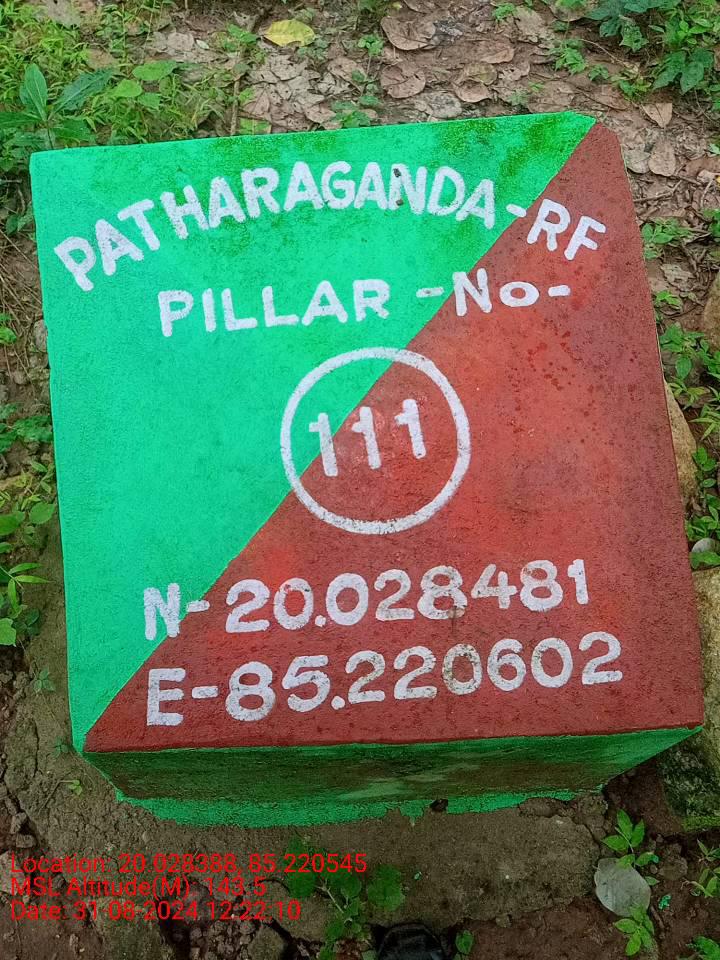 PATHARAGANDA-RF
PILLAR -No-
111
N-20.028481
E-85.220602
Location: 20.028388, 85.220545
MSL Altitude(M): 143.5
Date: 31-08-2024 12:22:10